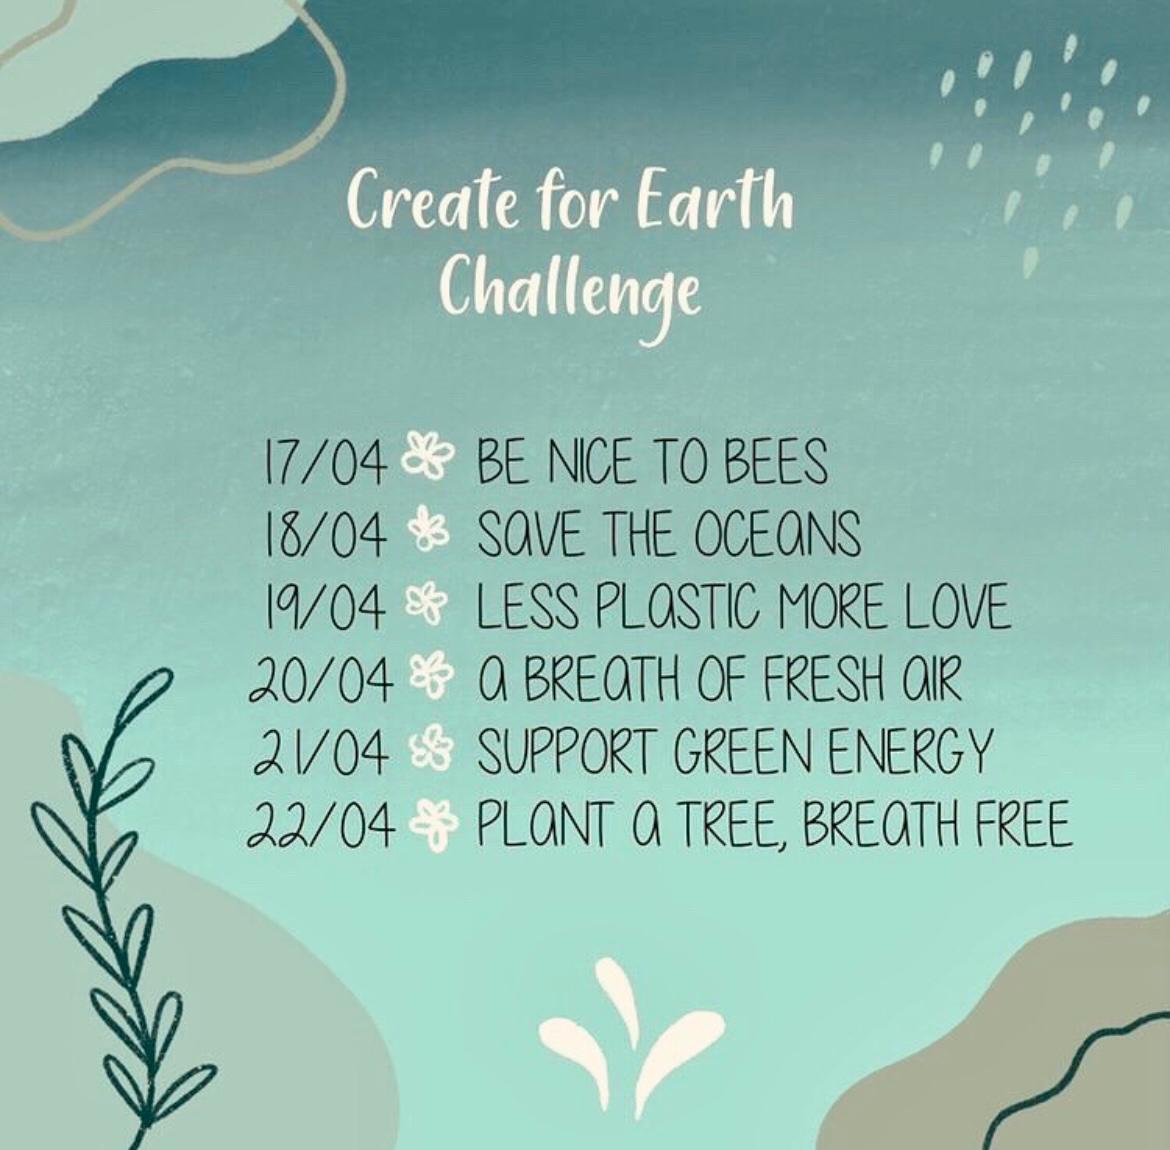 Create for Earth
Challenge
17/04 BE NICE TO BEES
18/04 SAVE THE OCEANS
19/04 LESS PLASTIC MORE LOVE
20/04 A BREATH OF FRESH AIR
21/04 SUPPORT GREEN ENERGY
22/04 PLANT A TREE, BREATH FREE